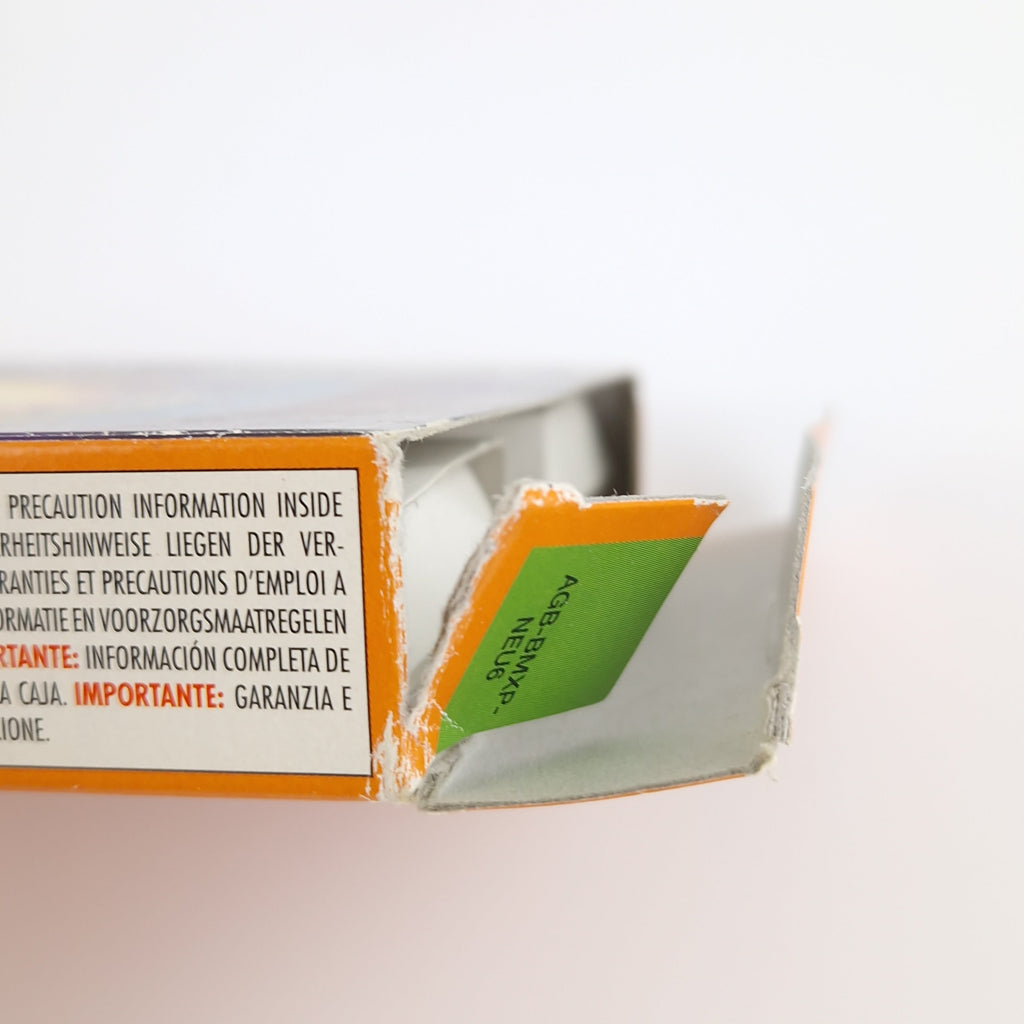 PRECAUTION INFORMATION INSIDE
RHEITSHINWEISE LIEGEN DER VER-
RANTIES ET PRECAUTIONS D'EMPLOI A
ORMATIE EN VOORZORGSMAATREGELEN
RTANTE: INFORMACIÓN COMPLETA DE
A CAJA. IMPORTANTE: GARANZIA E
IONE.
AGB-BMXP-
NEU6